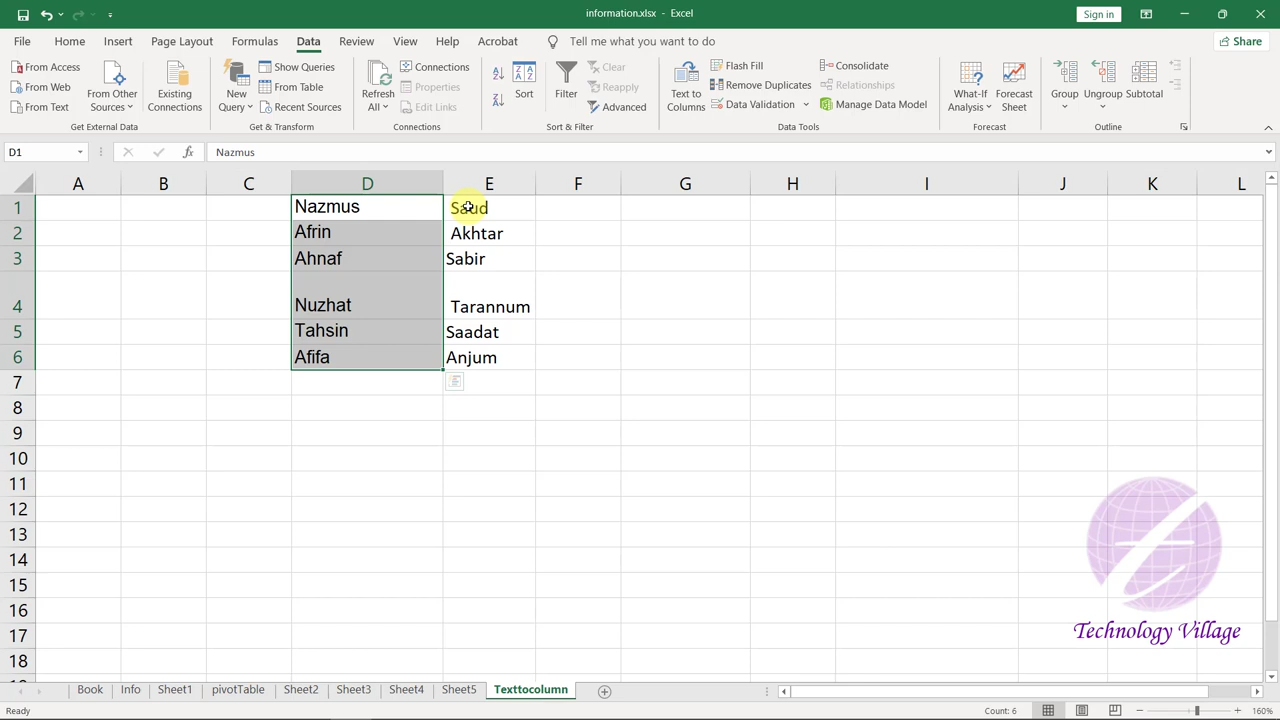 information.xlsx - Excel
Sign in
File Home Insert Page Layout Formulas Data Review View Help Acrobat Tell me what you want to do Share
From Access
From Web
From Text
From Other Sources
Existing Connections
Get External Data
New Query
Show Queries
From Table
Recent Sources
Get & Transform
Refresh All
Connections
Properties
Edit Links
Connections
Sort
Filter
Clear
Reapply
Advanced
Sort & Filter
Text to Columns
Flash Fill
Remove Duplicates
Data Validation
Consolidate
Relationships
Manage Data Model
Data Tools
What-If Analysis
Forecast Sheet
Forecast
Group
Ungroup
Subtotal
Outline
D1 fx Nazmus
A B C D E F G H I J K L
1 Nazmus Saud
2 Afrin Akhtar
3 Ahnaf Sabir
4 Nuzhat Tarannum
5 Tahsin Saadat
6 Afifa Anjum
7
8
9
10
11
12
13
14
15
16
17
18
Technology Village
Book Info Sheet1 pivotTable Sheet2 Sheet3 Sheet4 Sheet5 Texttocolumn
Ready Count: 6 160%